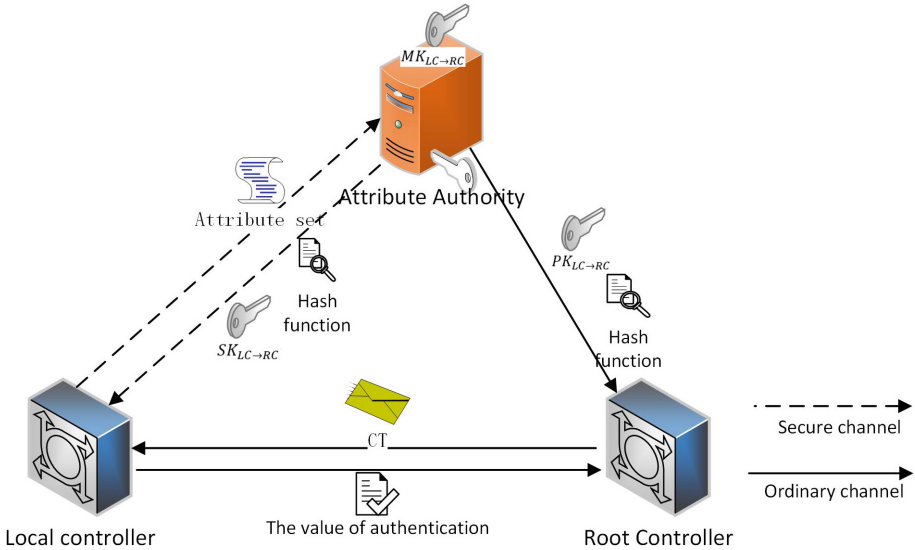 MK_{LC→RC}
Attribute Authority
Attribute set
PK_{LC→RC}
Hash
function
SK_{LC→RC}
Hash
function
CT
Secure channel
Ordinary channel
The value of authentication
Local controller
Root Controller